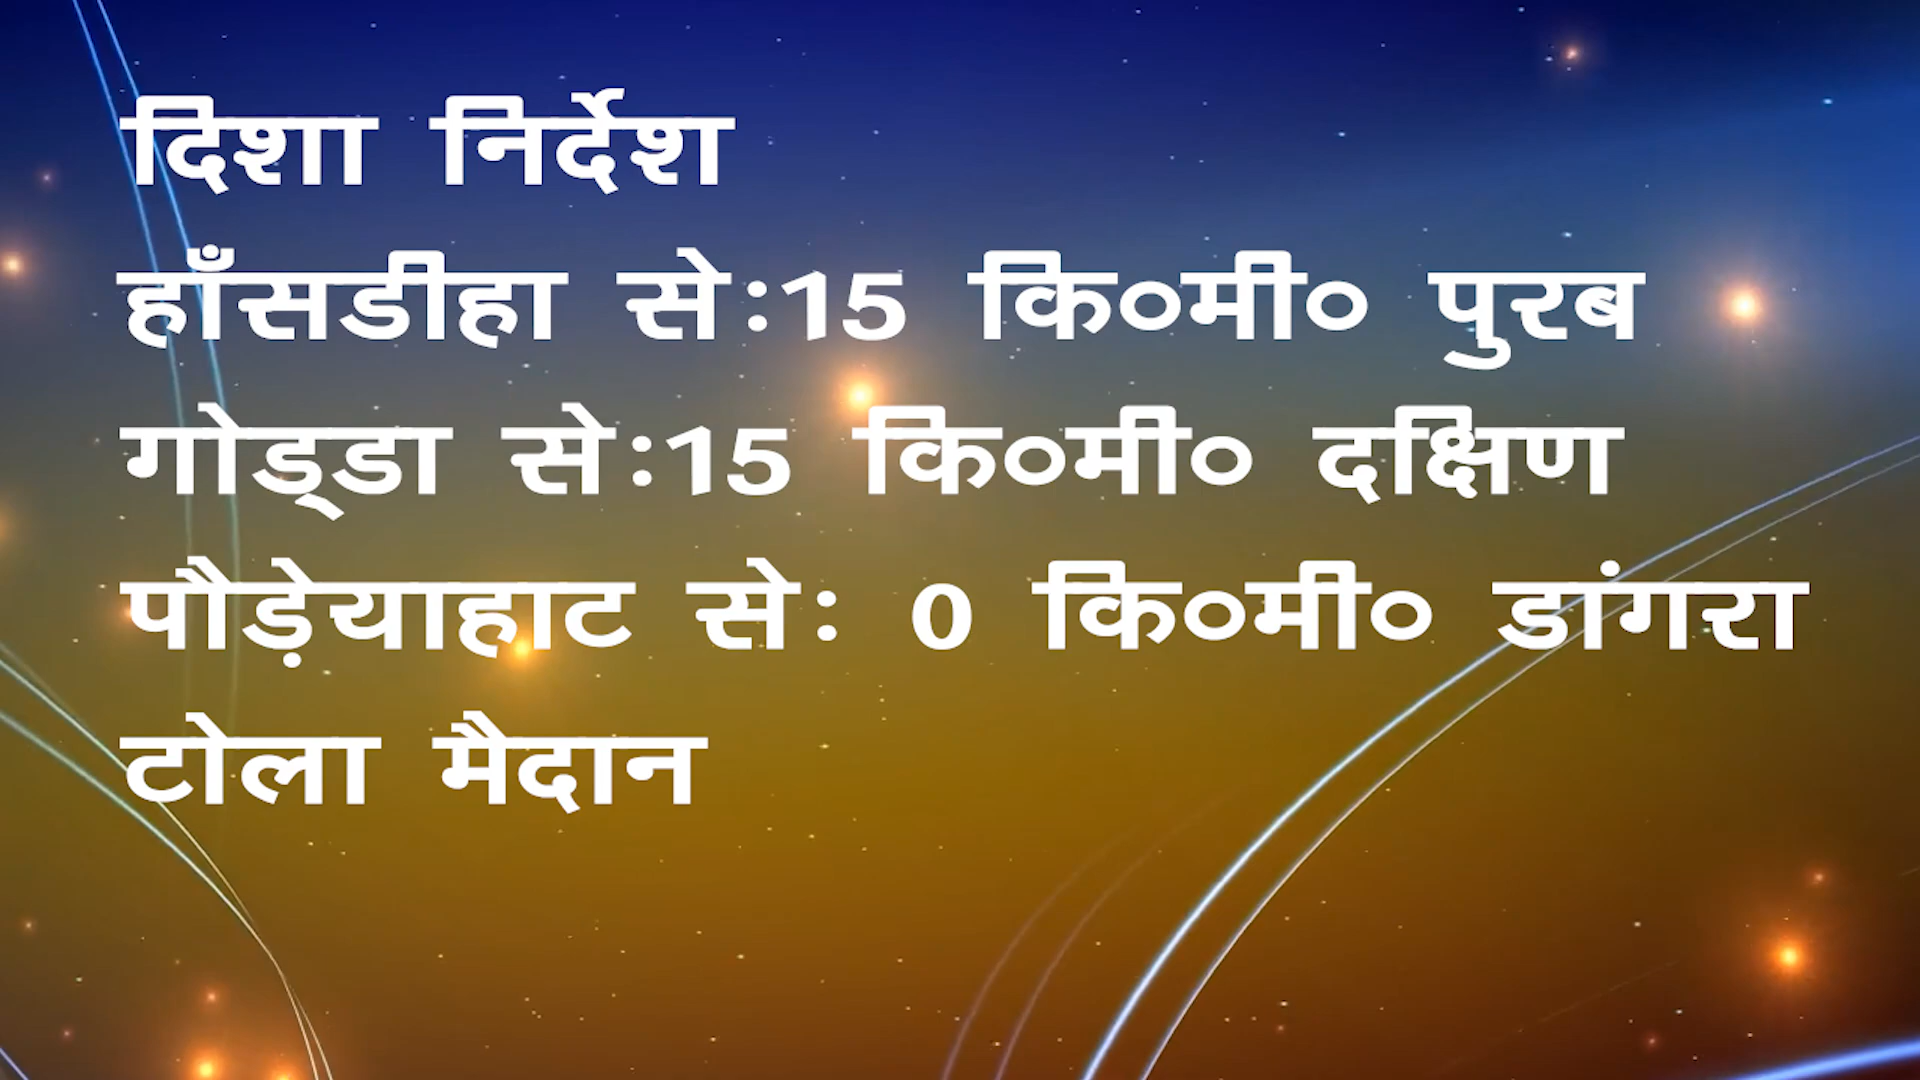 दिशा निर्देश
हाँसडीहा से:15 कि०मी० पुरब
गोड्डा से:15 कि०मी० दक्षिण
पौड़ेयाहाट से: 0 कि०मी० डांगरा
टोला मैदान